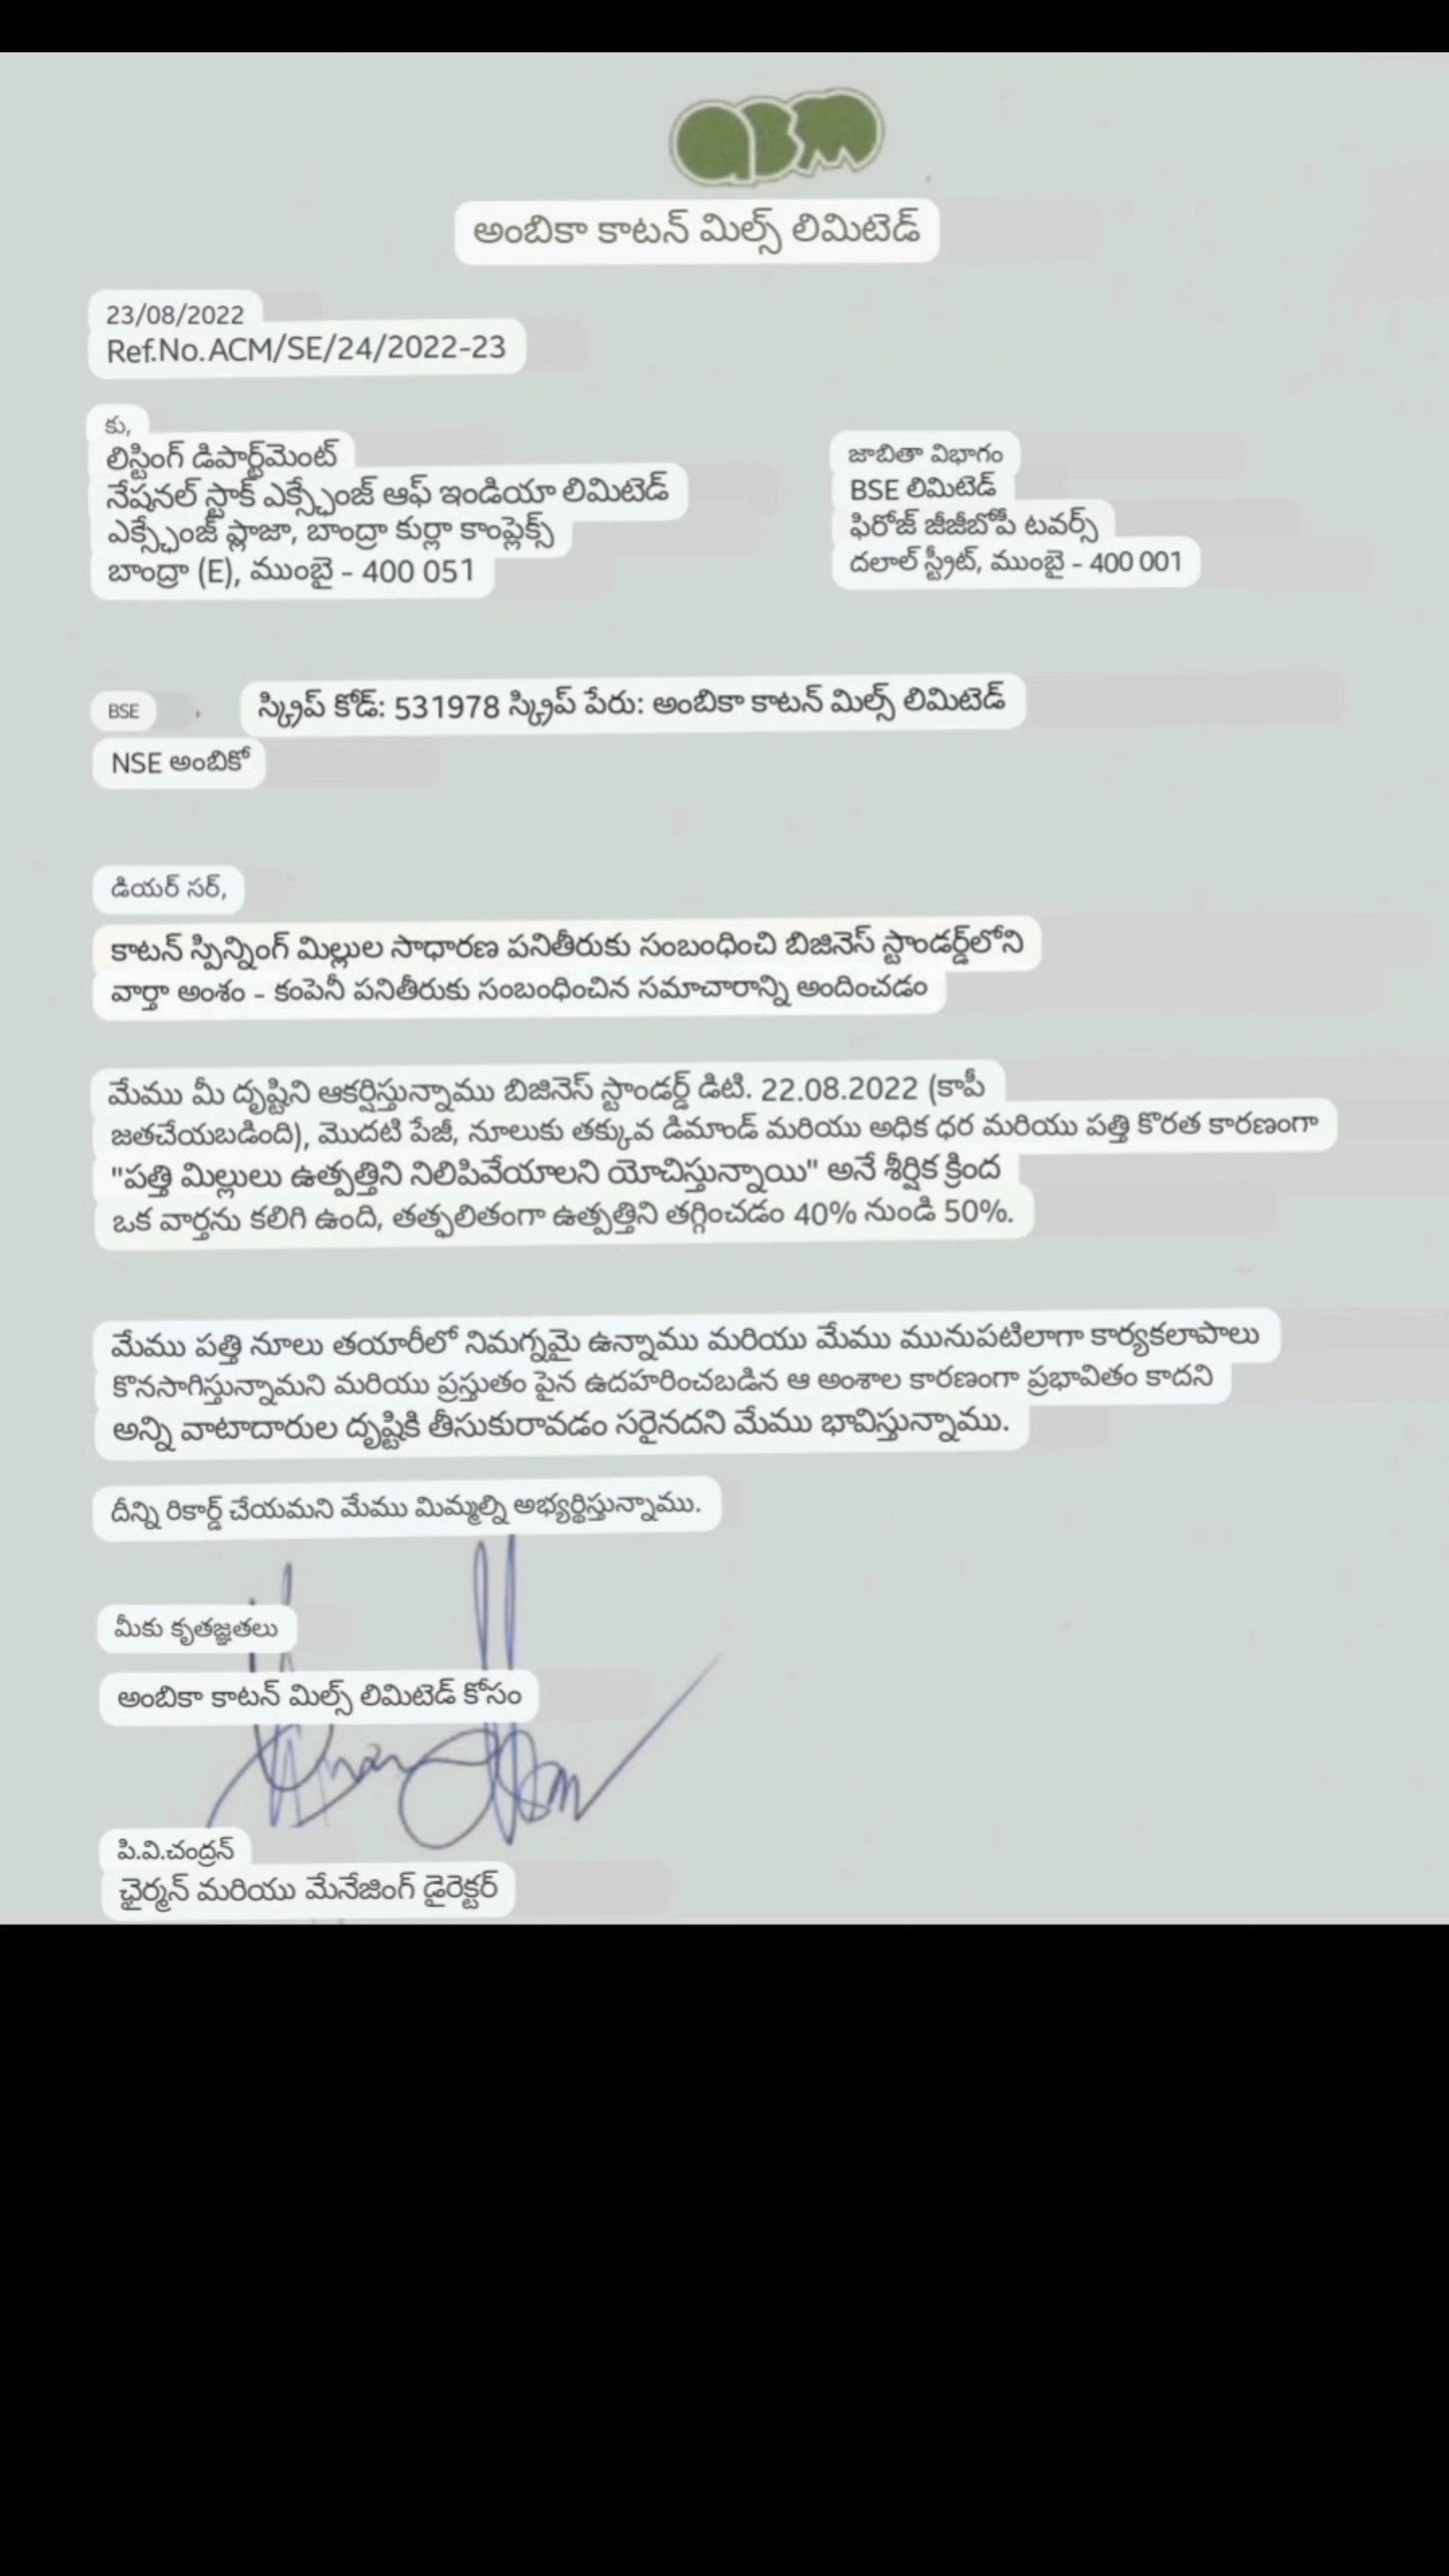 అంబికా కాటన్ మిల్స్ లిమిటెడ్
23/08/2022
Ref.No.ACM/SE/24/2022-23
కు,
లిస్టింగ్ డిపార్ట్‌మెంట్
నేషనల్ స్టాక్ ఎక్స్ఛేంజ్ ఆఫ్ ఇండియా లిమిటెడ్
ఎక్స్ఛేంజ్ ప్లాజా, బాంద్రా కుర్లా కాంప్లెక్స్
బాంద్రా (E), ముంబై - 400 051
జాబితా విభాగం
BSE లిమిటెడ్
ఫిరోజ్ జీజీబోపీ టవర్స్
దలాల్ స్ట్రీట్, ముంబై - 400 001
BSE స్క్రిప్ కోడ్: 531978 స్క్రిప్ పేరు: అంబికా కాటన్ మిల్స్ లిమిటెడ్
NSE అంబికో
డియర్ సర్,
కాటన్ స్పిన్నింగ్ మిల్లుల సాధారణ పనితీరుకు సంబంధించి బిజినెస్ స్టాండర్డ్‌లోని
వార్తా అంశం - కంపెనీ పనితీరుకు సంబంధించిన సమాచారాన్ని అందించడం
మేము మీ దృష్టిని ఆకర్షిస్తున్నాము బిజినెస్ స్టాండర్డ్ డిటి. 22.08.2022 (కాపీ
జతచేయబడింది), మొదటి పేజీ, నూలుకు తక్కువ డిమాండ్ మరియు అధిక ధర మరియు పత్తి కొరత కారణంగా
"పత్తి మిల్లులు ఉత్పత్తిని నిలిపివేయాలని యోచిస్తున్నాయి" అనే శీర్షిక క్రింద
ఒక వార్తను కలిగి ఉంది, తత్ఫలితంగా ఉత్పత్తిని తగ్గించడం 40% నుండి 50%.
మేము పత్తి నూలు తయారీలో నిమగ్నమై ఉన్నాము మరియు మేము మునుపటిలాగా కార్యకలాపాలు
కొనసాగిస్తున్నామని మరియు ప్రస్తుతం పైన ఉదహరించబడిన ఆ అంశాల కారణంగా ప్రభావితం కాదని
అన్ని వాటాదారుల దృష్టికి తీసుకురావడం సరైనదని మేము భావిస్తున్నాము.
దీన్ని రికార్డ్ చేయమని మేము మిమ్మల్ని అభ్యర్థిస్తున్నాము.
మీకు కృతజ్ఞతలు
అంబికా కాటన్ మిల్స్ లిమిటెడ్ కోసం
పి.వి.చంద్రన్
ఛైర్మన్ మరియు మేనేజింగ్ డైరెక్టర్